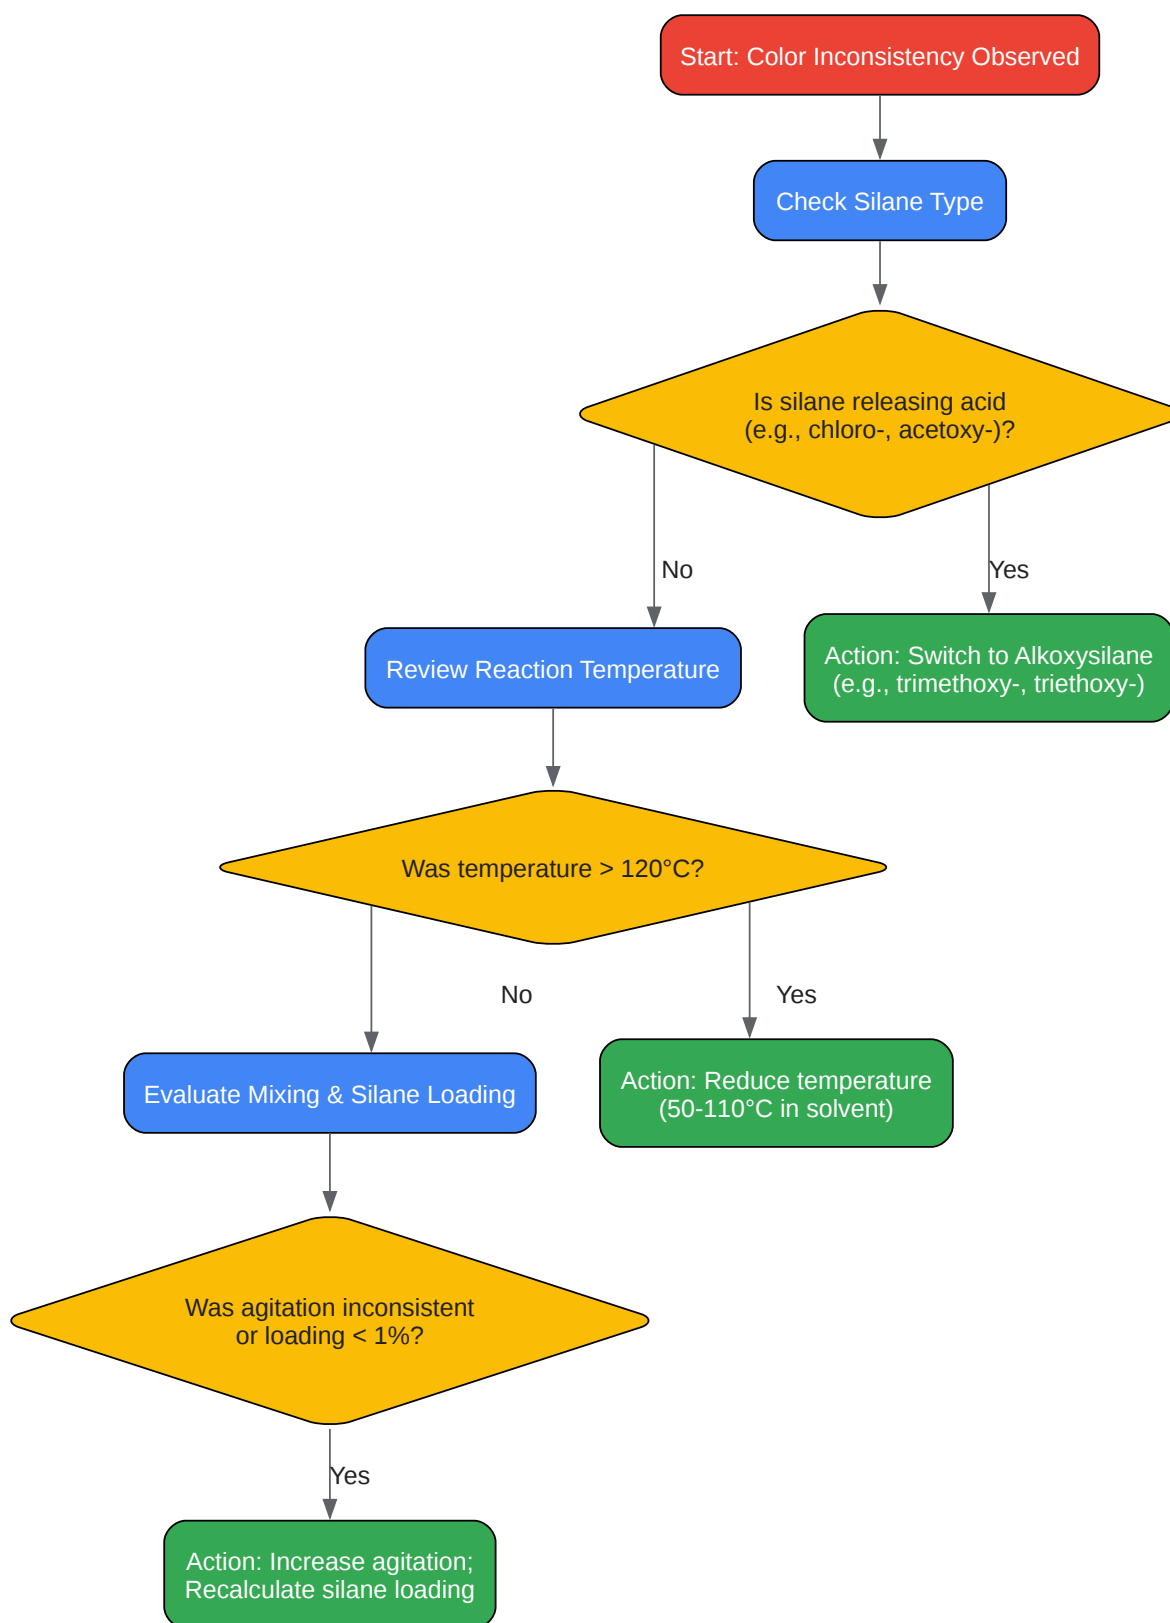 Start: Color Inconsistency Observed
Check Silane Type
Is silane releasing acid
(e.g., chloro-, acetoxy-)?
No
Yes
Review Reaction Temperature
Action: Switch to Alkoxysilane
(e.g., trimethoxy-, triethoxy-)
Was temperature > 120°C?
No
Yes
Evaluate Mixing & Silane Loading
Action: Reduce temperature
(50-110°C in solvent)
Was agitation inconsistent
or loading < 1%?
Yes
Action: Increase agitation;
Recalculate silane loading